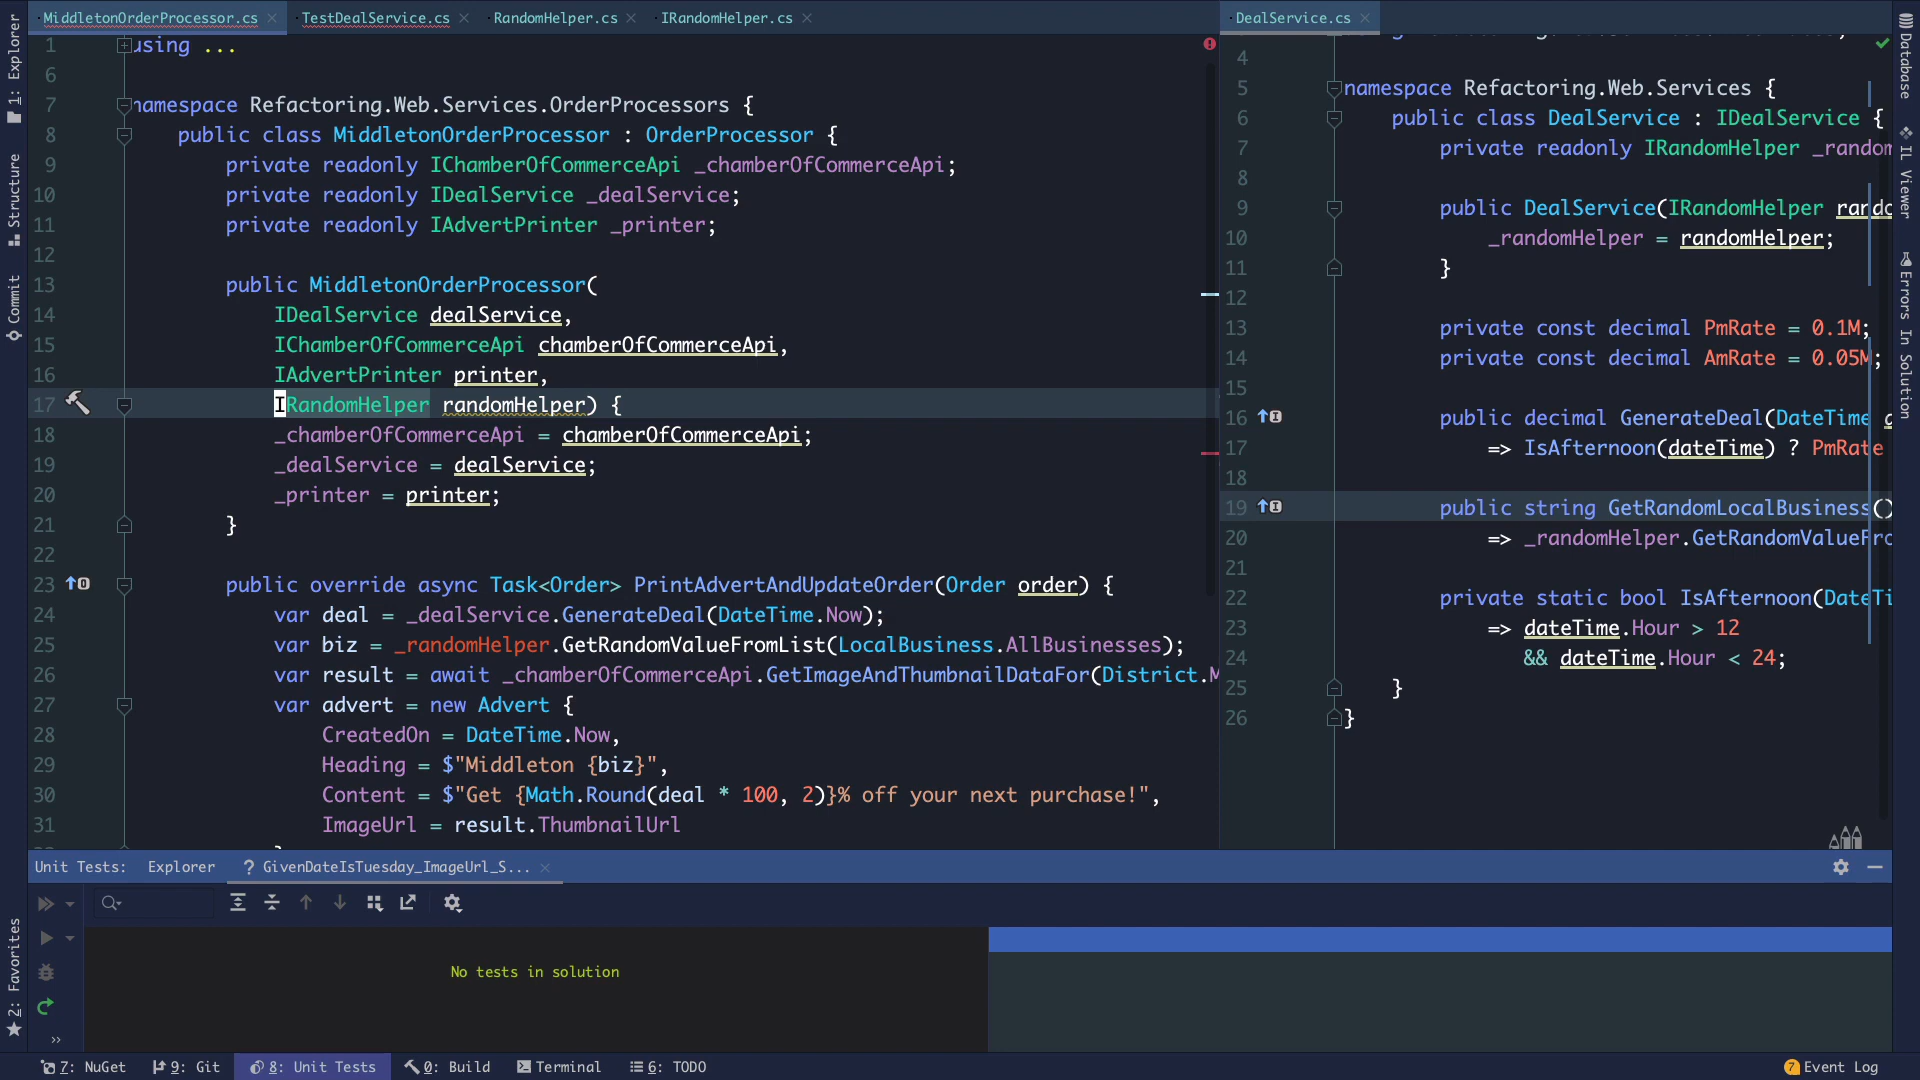 MiddletonOrderProcessor.cs
TestDealService.cs
RandomHelper.cs
IRandomHelper.cs
1 using ...
6
7 namespace Refactoring.Web.Services.OrderProcessors {
8 public class MiddletonOrderProcessor : OrderProcessor {
9 private readonly IChamberOfCommerceApi _chamberOfCommerceApi;
10 private readonly IDealService _dealService;
11 private readonly IAdvertPrinter _printer;
12
13 public MiddletonOrderProcessor(
14 IDealService dealService,
15 IChamberOfCommerceApi chamberOfCommerceApi,
16 IAdvertPrinter printer,
17 IRandomHelper randomHelper) {
18 _chamberOfCommerceApi = chamberOfCommerceApi;
19 _dealService = dealService;
20 _printer = printer;
21 }
22
23 public override async Task<Order> PrintAdvertAndUpdateOrder(Order order) {
24 var deal = _dealService.GenerateDeal(DateTime.Now);
25 var biz = _randomHelper.GetRandomValueFromList(LocalBusiness.AllBusinesses);
26 var result = await _chamberOfCommerceApi.GetImageAndThumbnailDataFor(District.M
27 var advert = new Advert {
28 CreatedOn = DateTime.Now,
29 Heading = $"Middleton {biz}",
30 Content = $"Get {Math.Round(deal * 100, 2)}% off your next purchase!",
31 ImageUrl = result.ThumbnailUrl
DealService.cs
4
5 namespace Refactoring.Web.Services {
6 public class DealService : IDealService {
7 private readonly IRandomHelper _random
8
9 public DealService(IRandomHelper rando
10 _randomHelper = randomHelper;
11 }
12
13 private const decimal PmRate = 0.1M;
14 private const decimal AmRate = 0.05M;
15
16 public decimal GenerateDeal(DateTime d
17 => IsAfternoon(dateTime) ? PmRate
18
19 public string GetRandomLocalBusiness()
20 => _randomHelper.GetRandomValueFro
21
22 private static bool IsAfternoon(DateTi
23 => dateTime.Hour > 12
24 && dateTime.Hour < 24;
25 }
26 }
1: Explorer
Structure
Commit
2: Favorites
Database
IL Viewer
Errors In Solution
Unit Tests: Explorer ? GivenDateIsTuesday_ImageUrl_S...
No tests in solution
7: NuGet 9: Git 8: Unit Tests 0: Build Terminal 6: TODO
7 Event Log